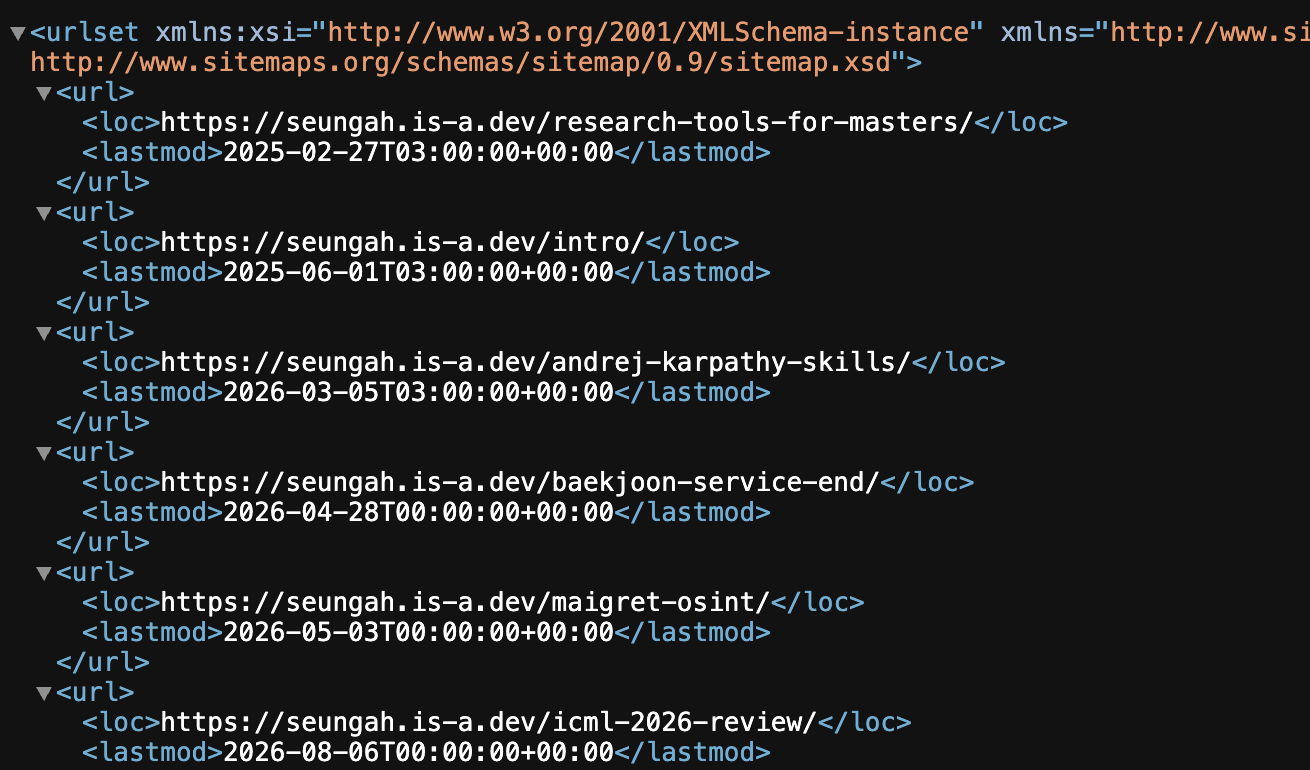 ▼<urlset xmlns:xsi="http://www.w3.org/2001/XMLSchema-instance" xmlns="http://www.si
http://www.sitemaps.org/schemas/sitemap/0.9/sitemap.xsd">
▼<url>
<loc>https://seungah.is-a.dev/research-tools-for-masters/</loc>
<lastmod>2025-02-27T03:00:00+00:00</lastmod>
</url>
▼<url>
<loc>https://seungah.is-a.dev/intro/</loc>
<lastmod>2025-06-01T03:00:00+00:00</lastmod>
</url>
▼<url>
<loc>https://seungah.is-a.dev/andrej-karpathy-skills/</loc>
<lastmod>2026-03-05T03:00:00+00:00</lastmod>
</url>
▼<url>
<loc>https://seungah.is-a.dev/baekjoon-service-end/</loc>
<lastmod>2026-04-28T00:00:00+00:00</lastmod>
</url>
▼<url>
<loc>https://seungah.is-a.dev/maigret-osint/</loc>
<lastmod>2026-05-03T00:00:00+00:00</lastmod>
</url>
▼<url>
<loc>https://seungah.is-a.dev/icml-2026-review/</loc>
<lastmod>2026-08-06T00:00:00+00:00</lastmod>